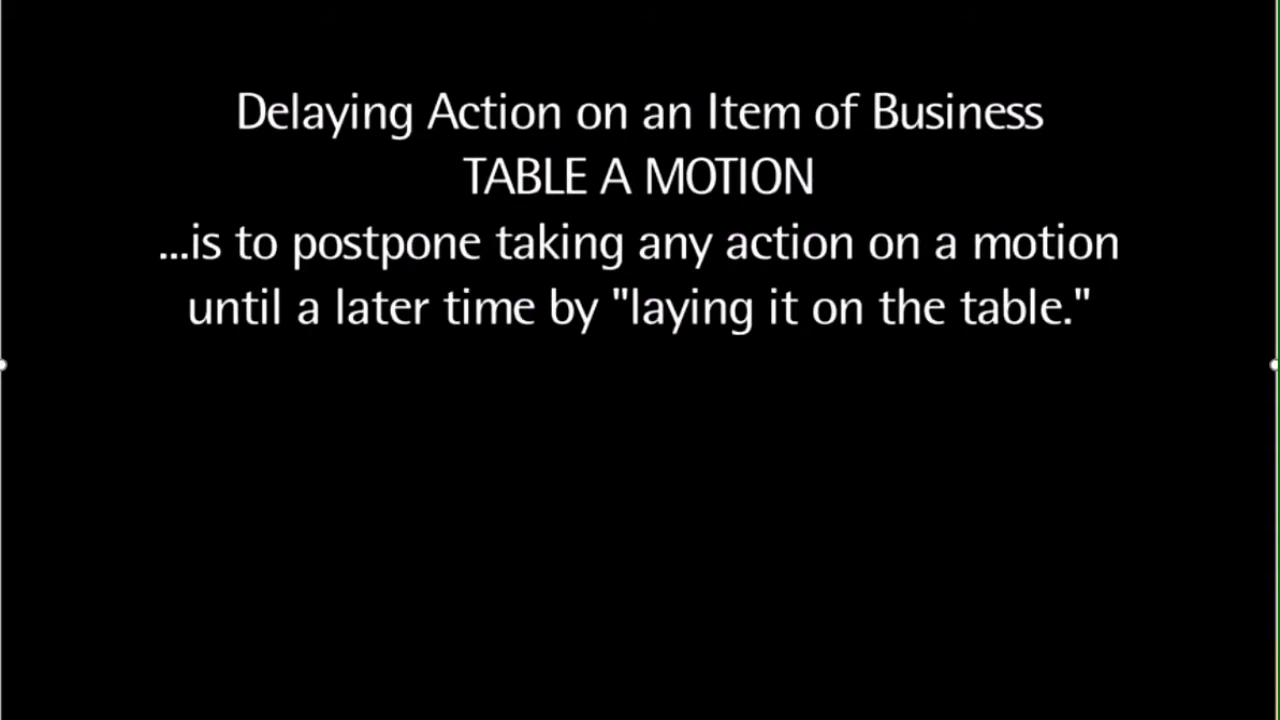 Delaying Action on an Item of Business
TABLE A MOTION
...is to postpone taking any action on a motion
until a later time by "laying it on the table."